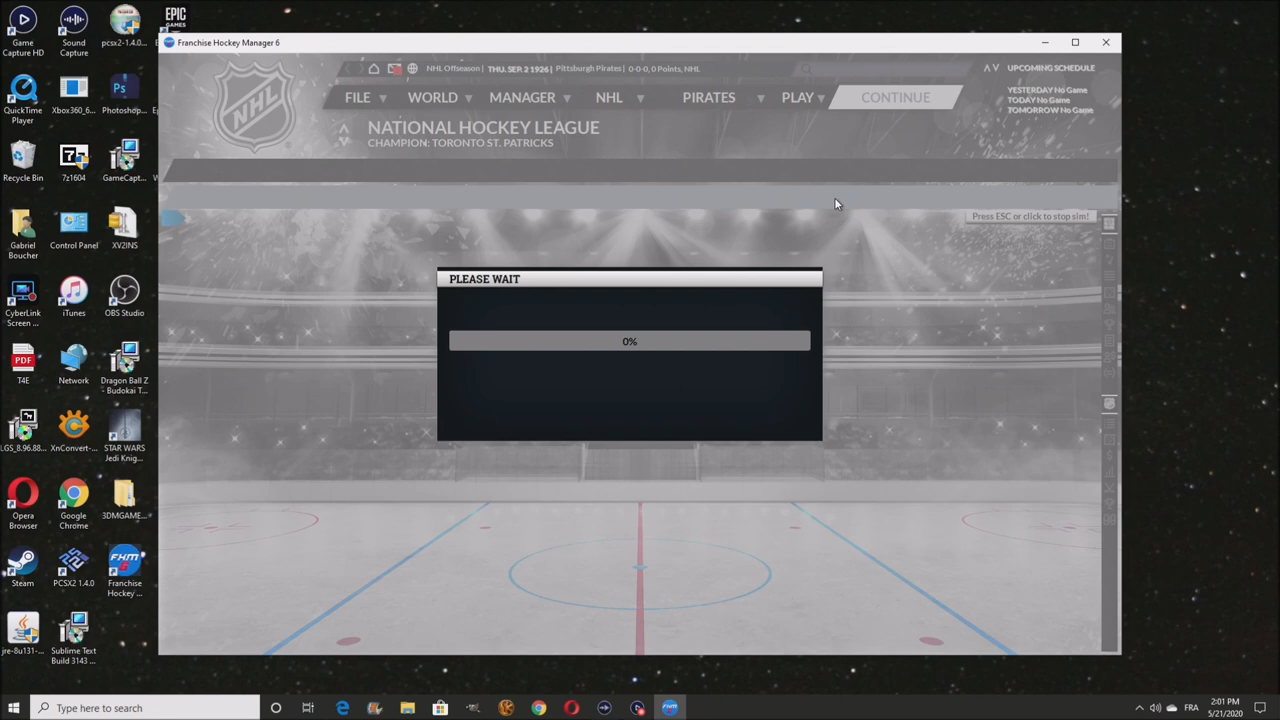 Game Capture HD
Sound Capture
pcsx2-1.4.0...
EPIC GAMES
QuickTime Player
Xbox360_6...
Photoshop...
Recycle Bin
7z1604
GameCapt...
Gabriel Boucher
Control Panel
XV2INS
CyberLink Screen ...
iTunes
OBS Studio
T4E
Network
Dragon Ball Z - Budokai T...
LGS_8.96.88...
XnConvert-...
STAR WARS Jedi Knig...
Opera Browser
Google Chrome
3DMGAME...
Steam
PCSX2 1.4.0
Franchise Hockey ...
jre-8u131-...
Sublime Text Build 3143 ...
Franchise Hockey Manager 6
NHL Offseason | THU. SEP. 2 1926 | Pittsburgh Pirates | 0-0-0, 0 Points, NHL
UPCOMING SCHEDULE
YESTERDAY No Game
TODAY No Game
TOMORROW No Game
FILE WORLD MANAGER NHL PIRATES PLAY CONTINUE
NHL
NATIONAL HOCKEY LEAGUE
CHAMPION: TORONTO ST. PATRICKS
Press ESC or click to stop sim!
PLEASE WAIT
0%
Type here to search
FRA
2:01 PM
5/21/2020